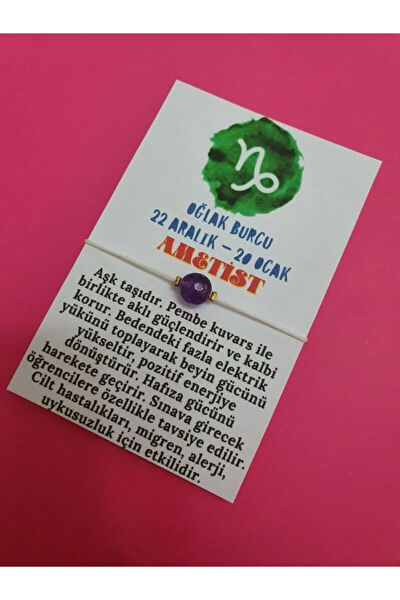 OĞLAK BURCU
22 ARALIK – 20 OCAK
AMETİST
Aşk taşıdır. Pembe kuvars ile
birlikte aklı güçlendirir ve kalbi
korur. Bedendeki fazla elektrik
yükünü toplayarak beyin gücünü
yükseltir, pozitif enerjiye
dönüştürür. Hafıza gücünü
harekete geçirir. Sınava girecek
öğrencilere özellikle tavsiye edilir.
Cilt hastalıkları, migren, alerji,
uykusuzluk için etkilidir.